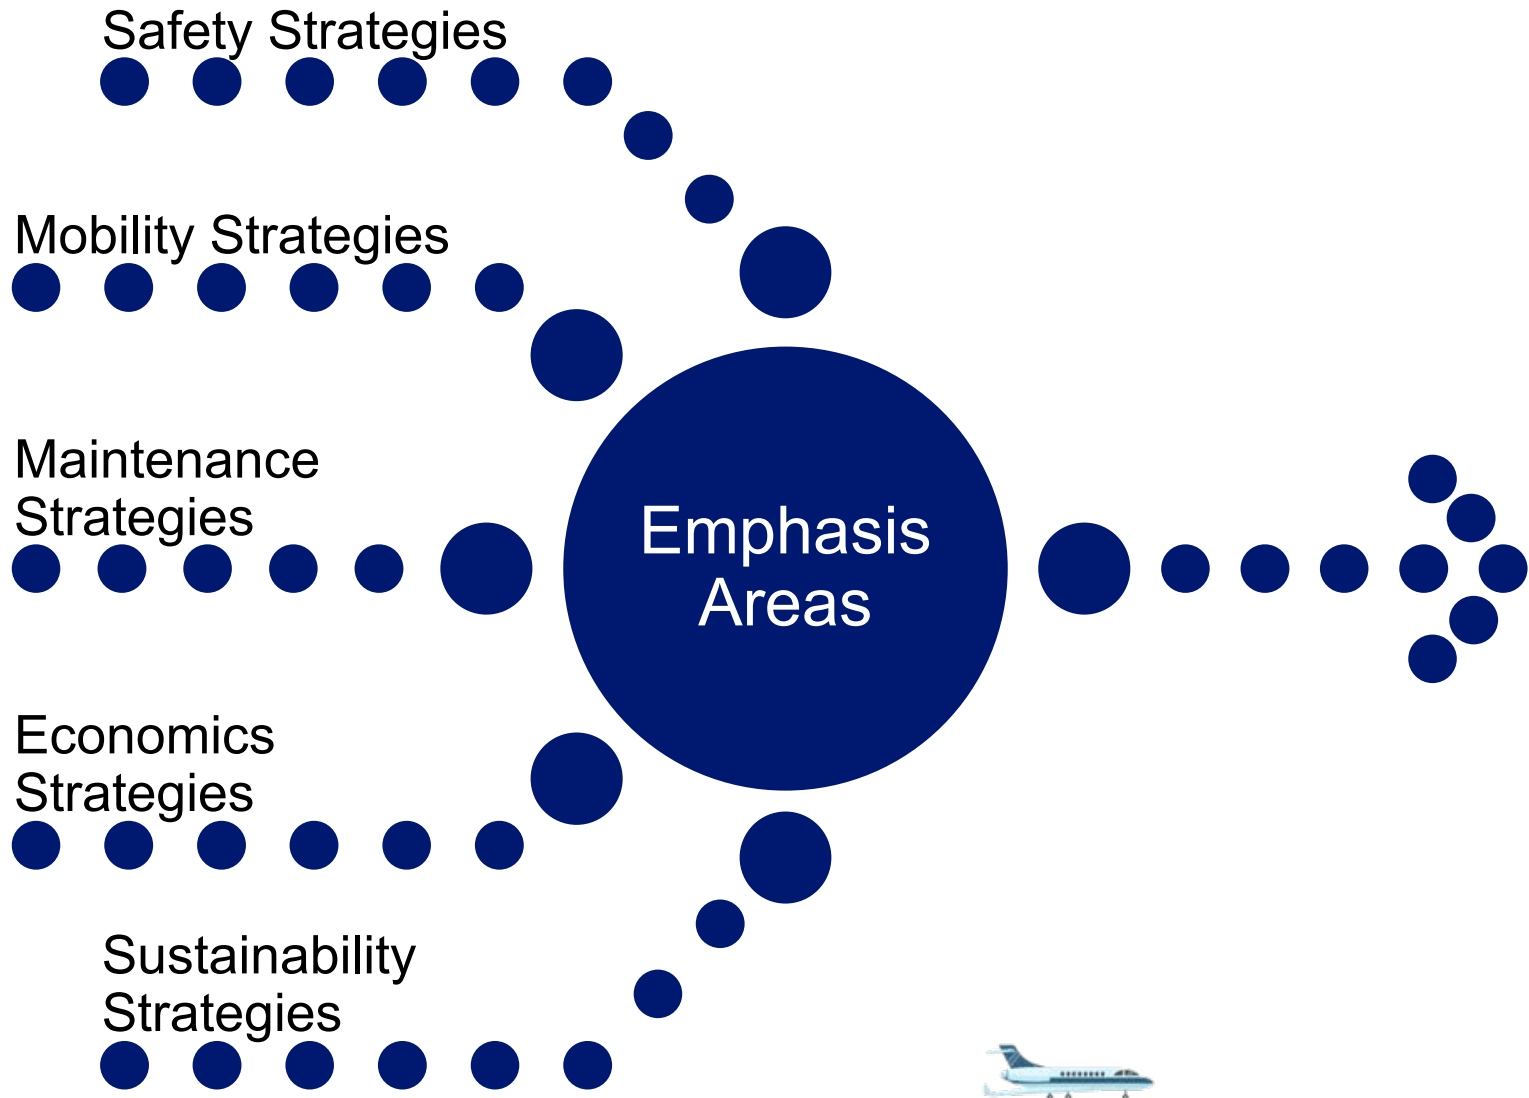 Safety Strategies
Mobility Strategies
Maintenance
Strategies
Emphasis
Areas
Economics
Strategies
Sustainability
Strategies